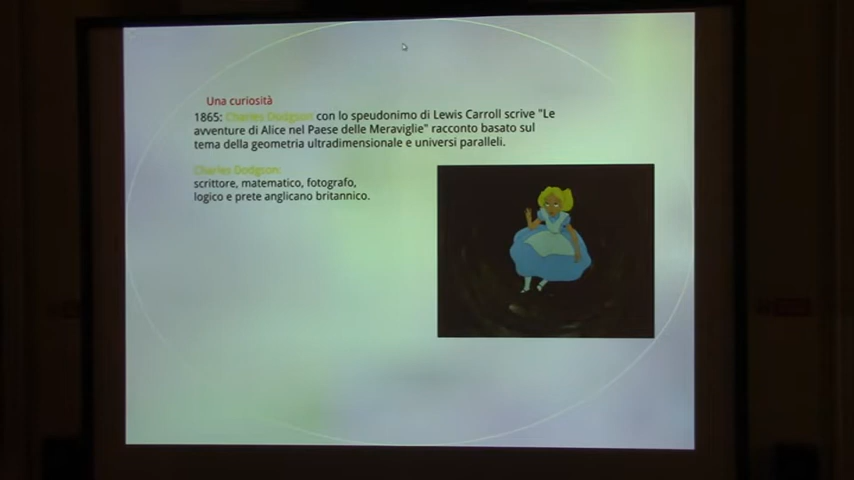 Una curiosità
1865: Charles Dodgson con lo speudonimo di Lewis Carroll scrive "Le
avventure di Alice nel Paese delle Meraviglie" racconto basato sul
tema della geometria ultradimensionale e universi paralleli.
Charles Dodgson:
scrittore, matematico, fotografo,
logico e prete anglicano britannico.